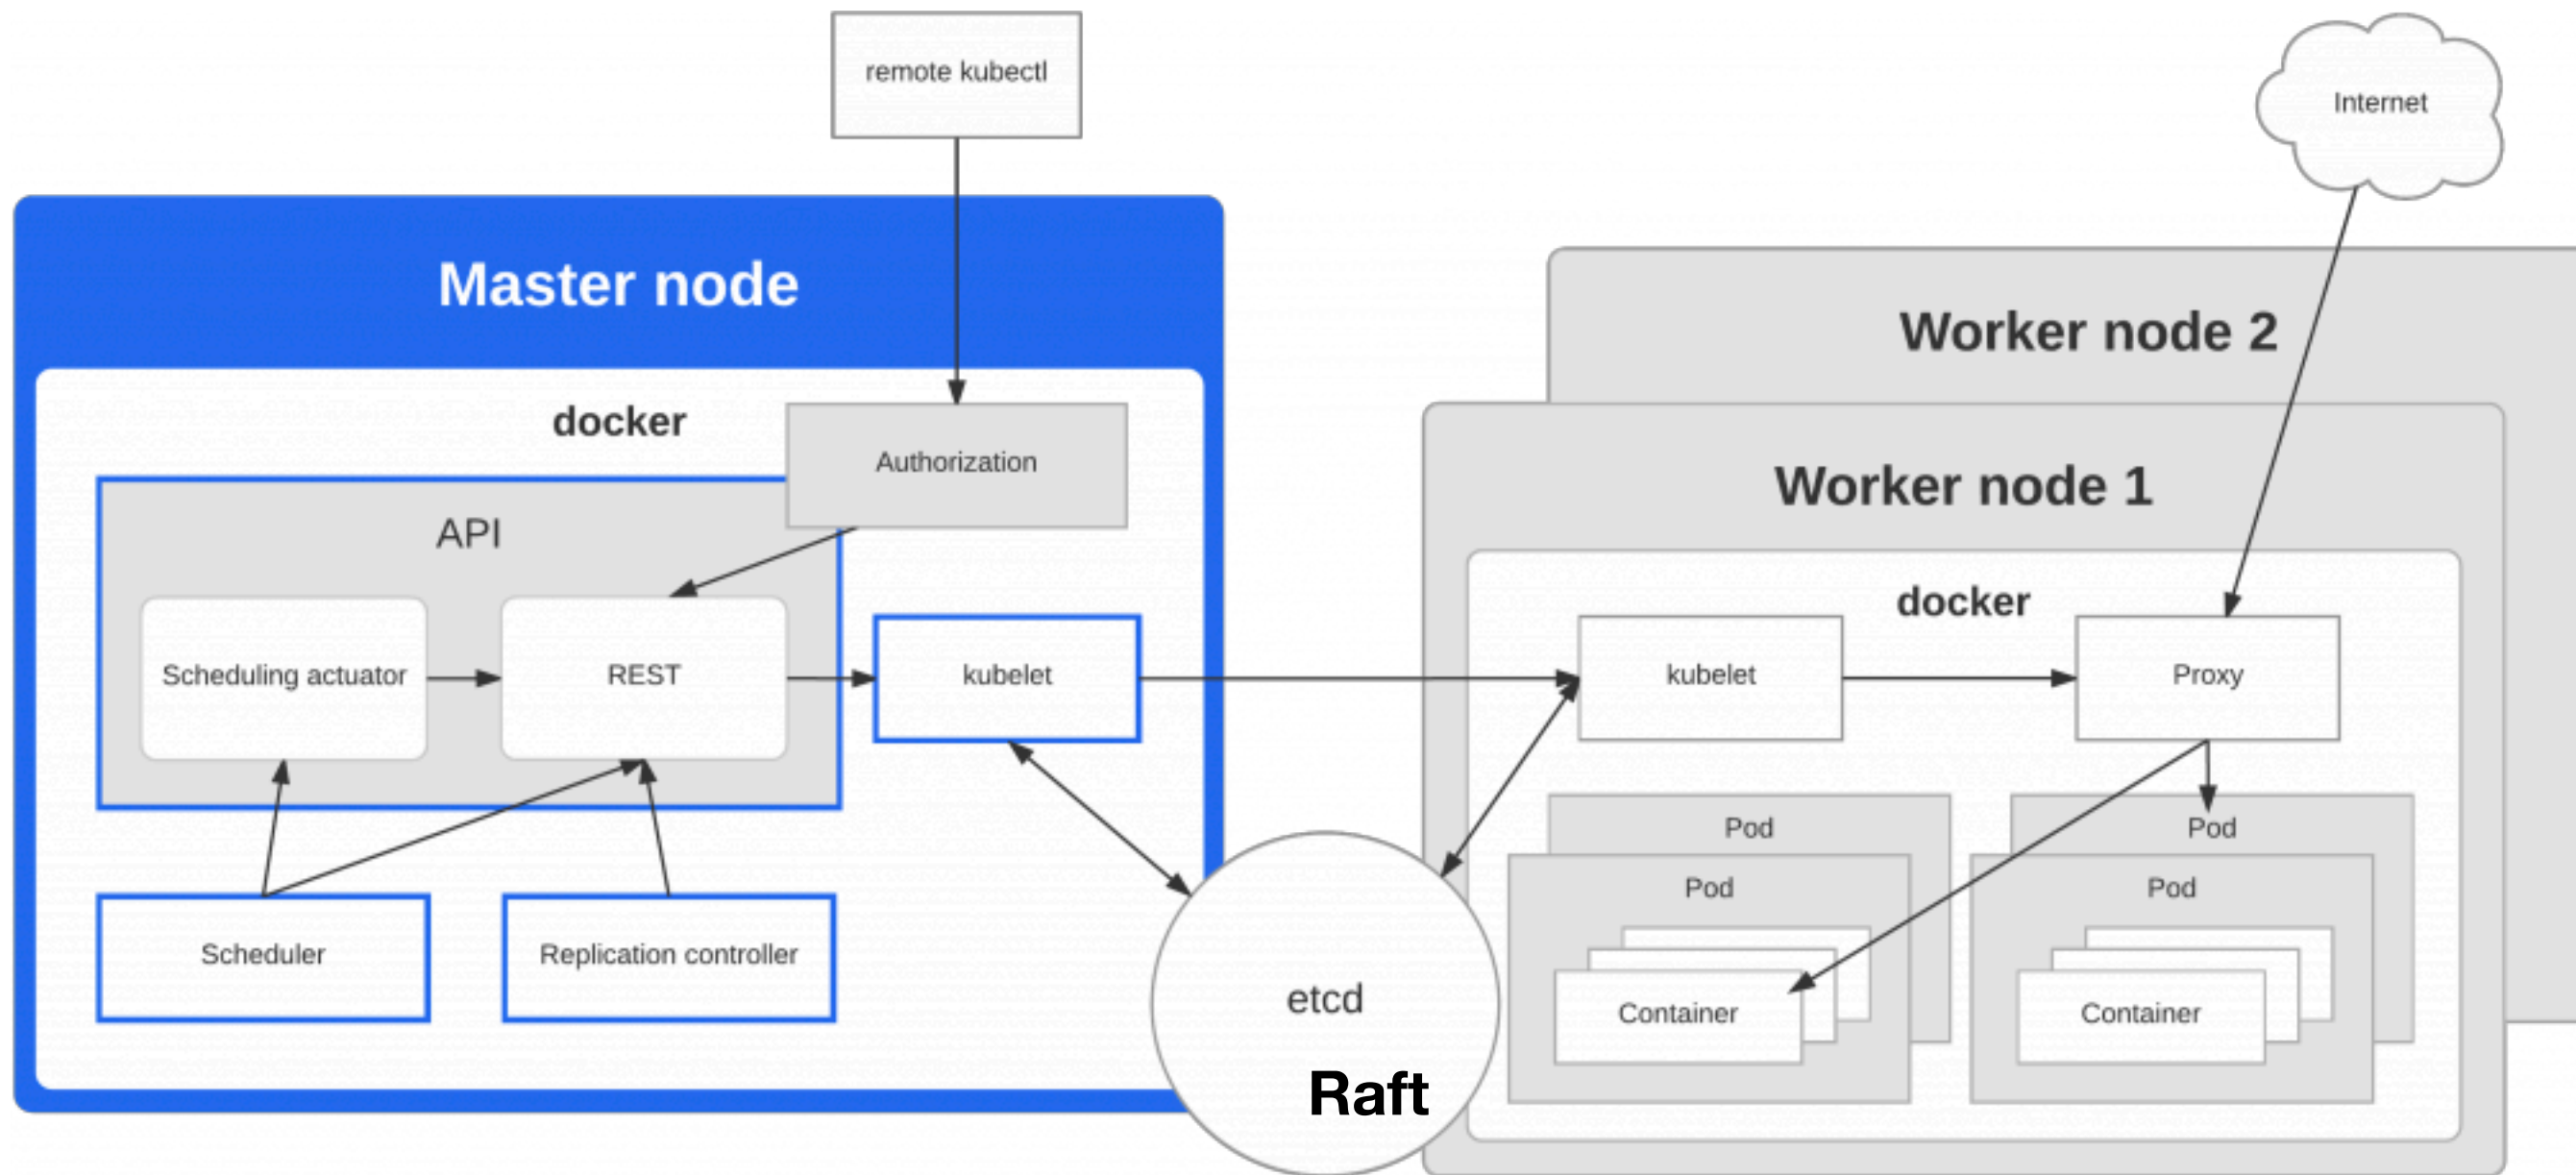 remote kubectl
Internet
Master node
Worker node 2
docker
Authorization
Worker node 1
API
docker
Scheduling actuator
REST
kubelet
kubelet
Proxy
Pod
Pod
Pod
Pod
Scheduler
Replication controller
etcd
Container
Container
Raft